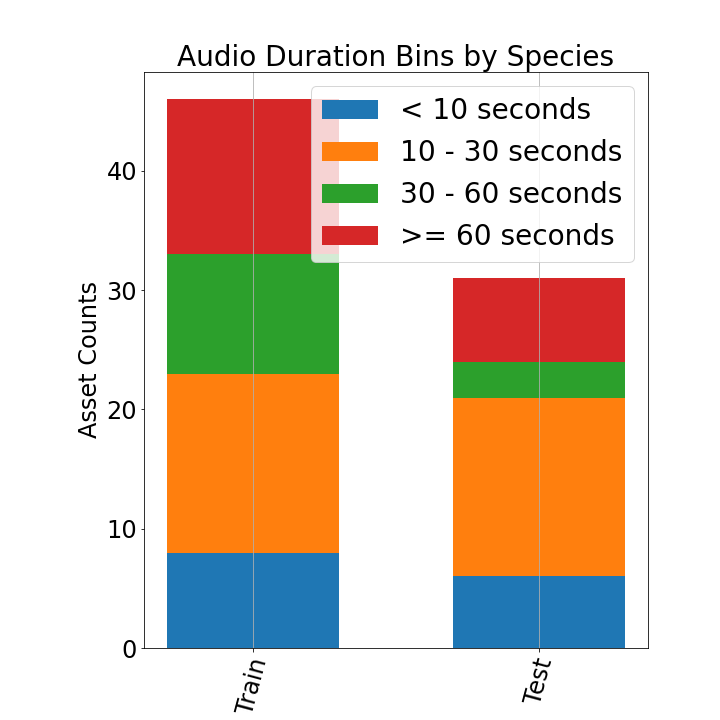 Audio Duration Bins by Species
< 10 seconds
10 - 30 seconds
30 - 60 seconds
>= 60 seconds
Asset Counts
40
30
20
10
0
Train
Test